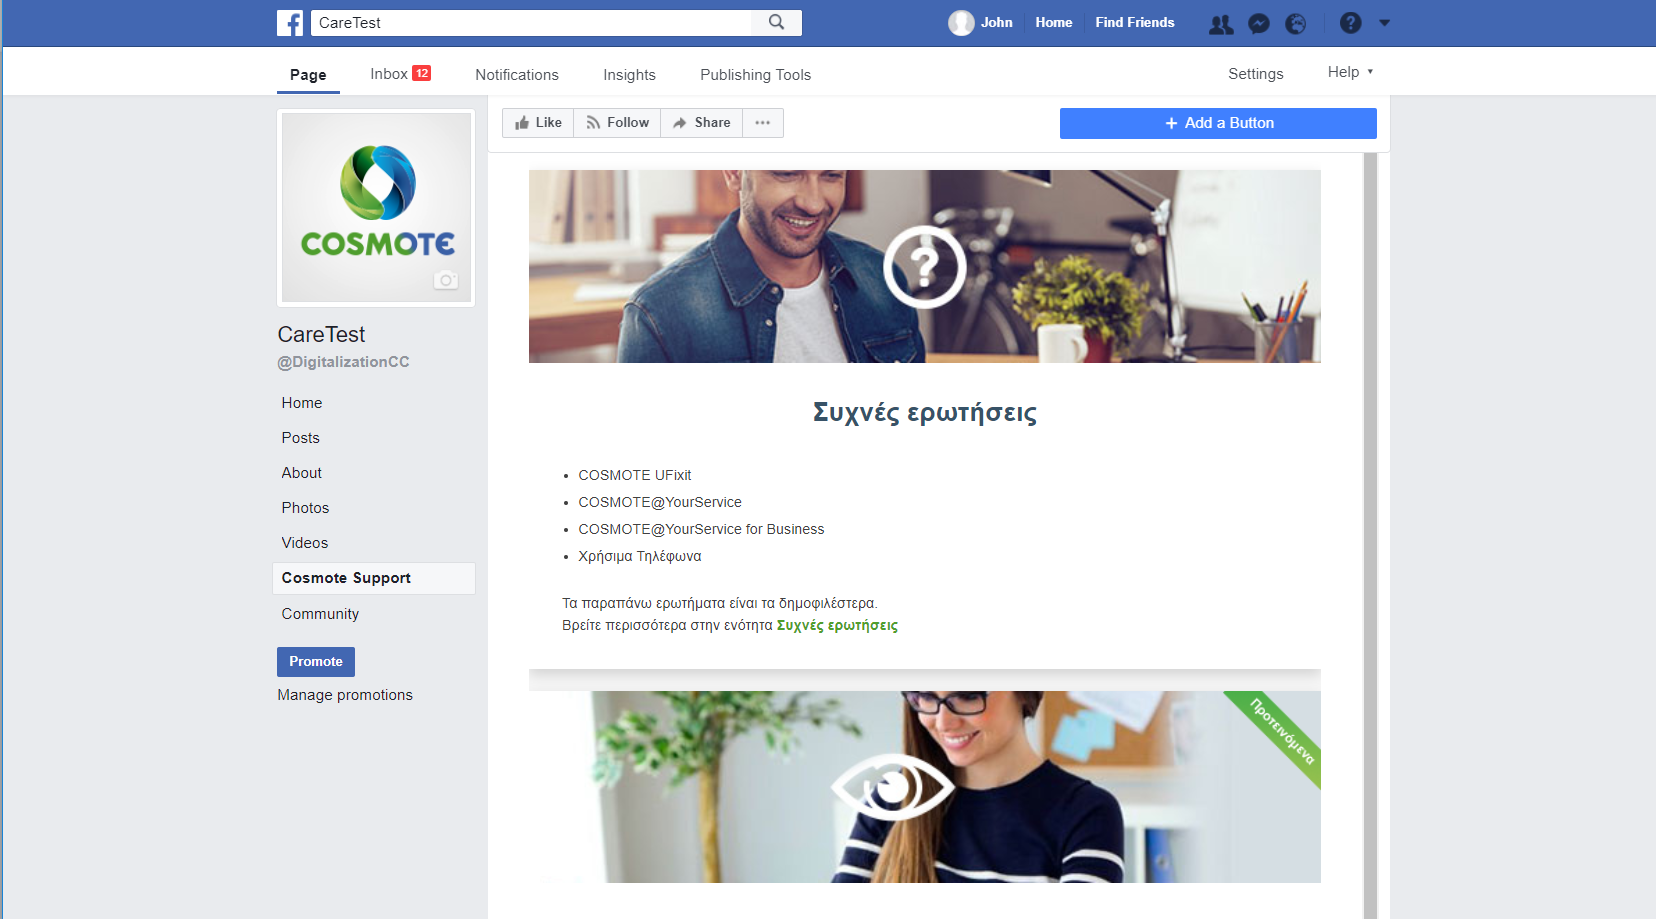 CareTest
John
Home
Find Friends
Page
Inbox 12
Notifications
Insights
Publishing Tools
Settings
Help
COSMOTE
CareTest
@DigitalizationCC
Home
Posts
About
Photos
Videos
Cosmote Support
Community
Promote
Manage promotions
Like
Follow
Share
+ Add a Button
Συχνές ερωτήσεις
• COSMOTE UFixit
• COSMOTE@YourService
• COSMOTE@YourService for Business
• Χρήσιμα Τηλέφωνα
Τα παραπάνω ερωτήματα είναι τα δημοφιλέστερα.
Βρείτε περισσότερα στην ενότητα Συχνές ερωτήσεις
Προτεινόμενα